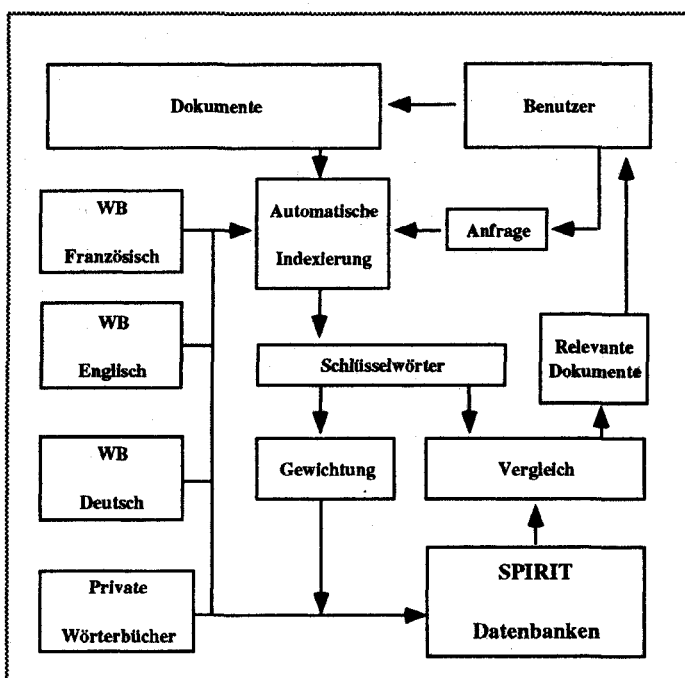 Dokumente
Benutzer
WB
Französisch
Automatische
Indexierung
Anfrage
WB
Englisch
Schlüsselwörter
Relevante
Dokumente
WB
Deutsch
Gewichtung
Vergleich
Private
Wörterbücher
SPIRIT
Datenbanken